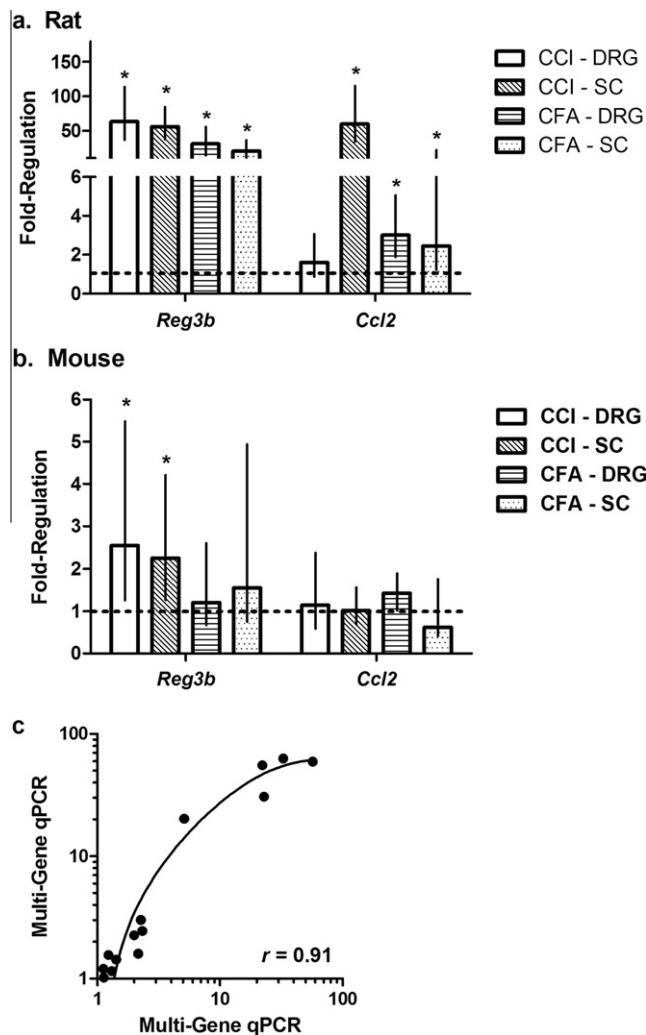 a. Rat
Fold-Regulation
150
100
50
6
4
2
0
* * * *
* * *
Reg3b Ccl2
CCI - DRG
CCI - SC
CFA - DRG
CFA - SC
b. Mouse
Fold-Regulation
6
5
4
3
2
1
0
* *
Reg3b Ccl2
CCI - DRG
CCI - SC
CFA - DRG
CFA - SC
c
Multi-Gene qPCR
100
10
1
r = 0.91
1 10 100
Multi-Gene qPCR